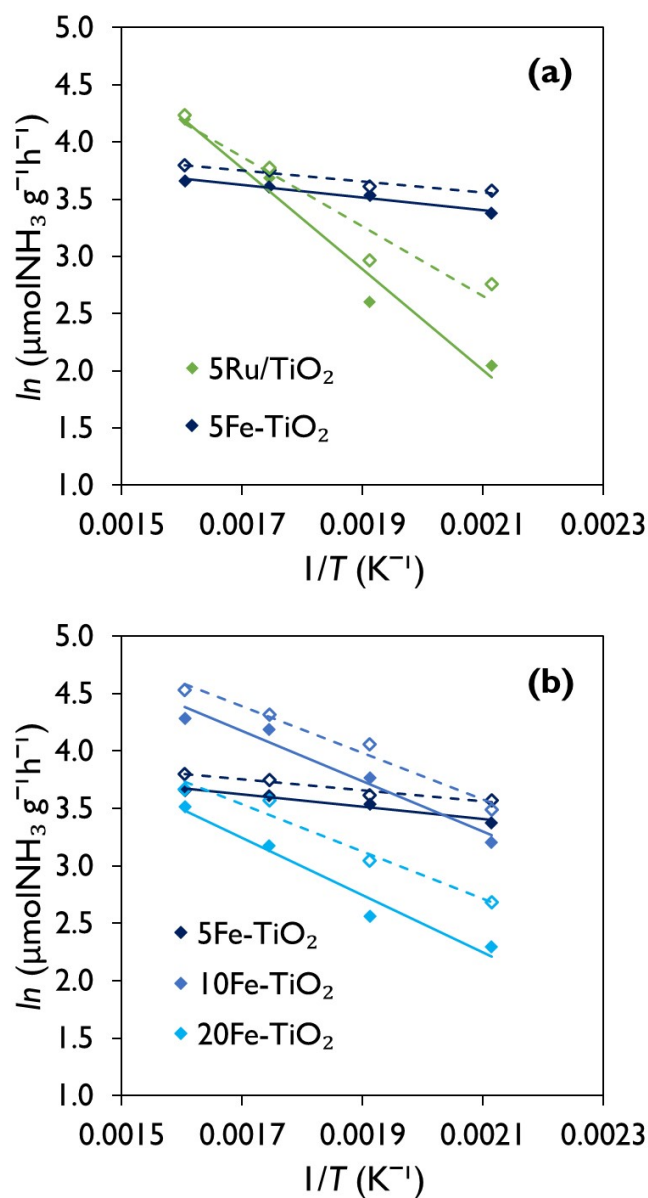 (a)
ln (μmolNH₃ g⁻¹h⁻¹)
5.0
4.5
4.0
3.5
3.0
2.5
2.0
1.5
1.0
5Ru/TiO₂
5Fe-TiO₂
0.0015 0.0017 0.0019 0.0021 0.0023
1/T (K⁻¹)
(b)
ln (μmolNH₃ g⁻¹h⁻¹)
5.0
4.5
4.0
3.5
3.0
2.5
2.0
1.5
1.0
5Fe-TiO₂
10Fe-TiO₂
20Fe-TiO₂
0.0015 0.0017 0.0019 0.0021 0.0023
1/T (K⁻¹)